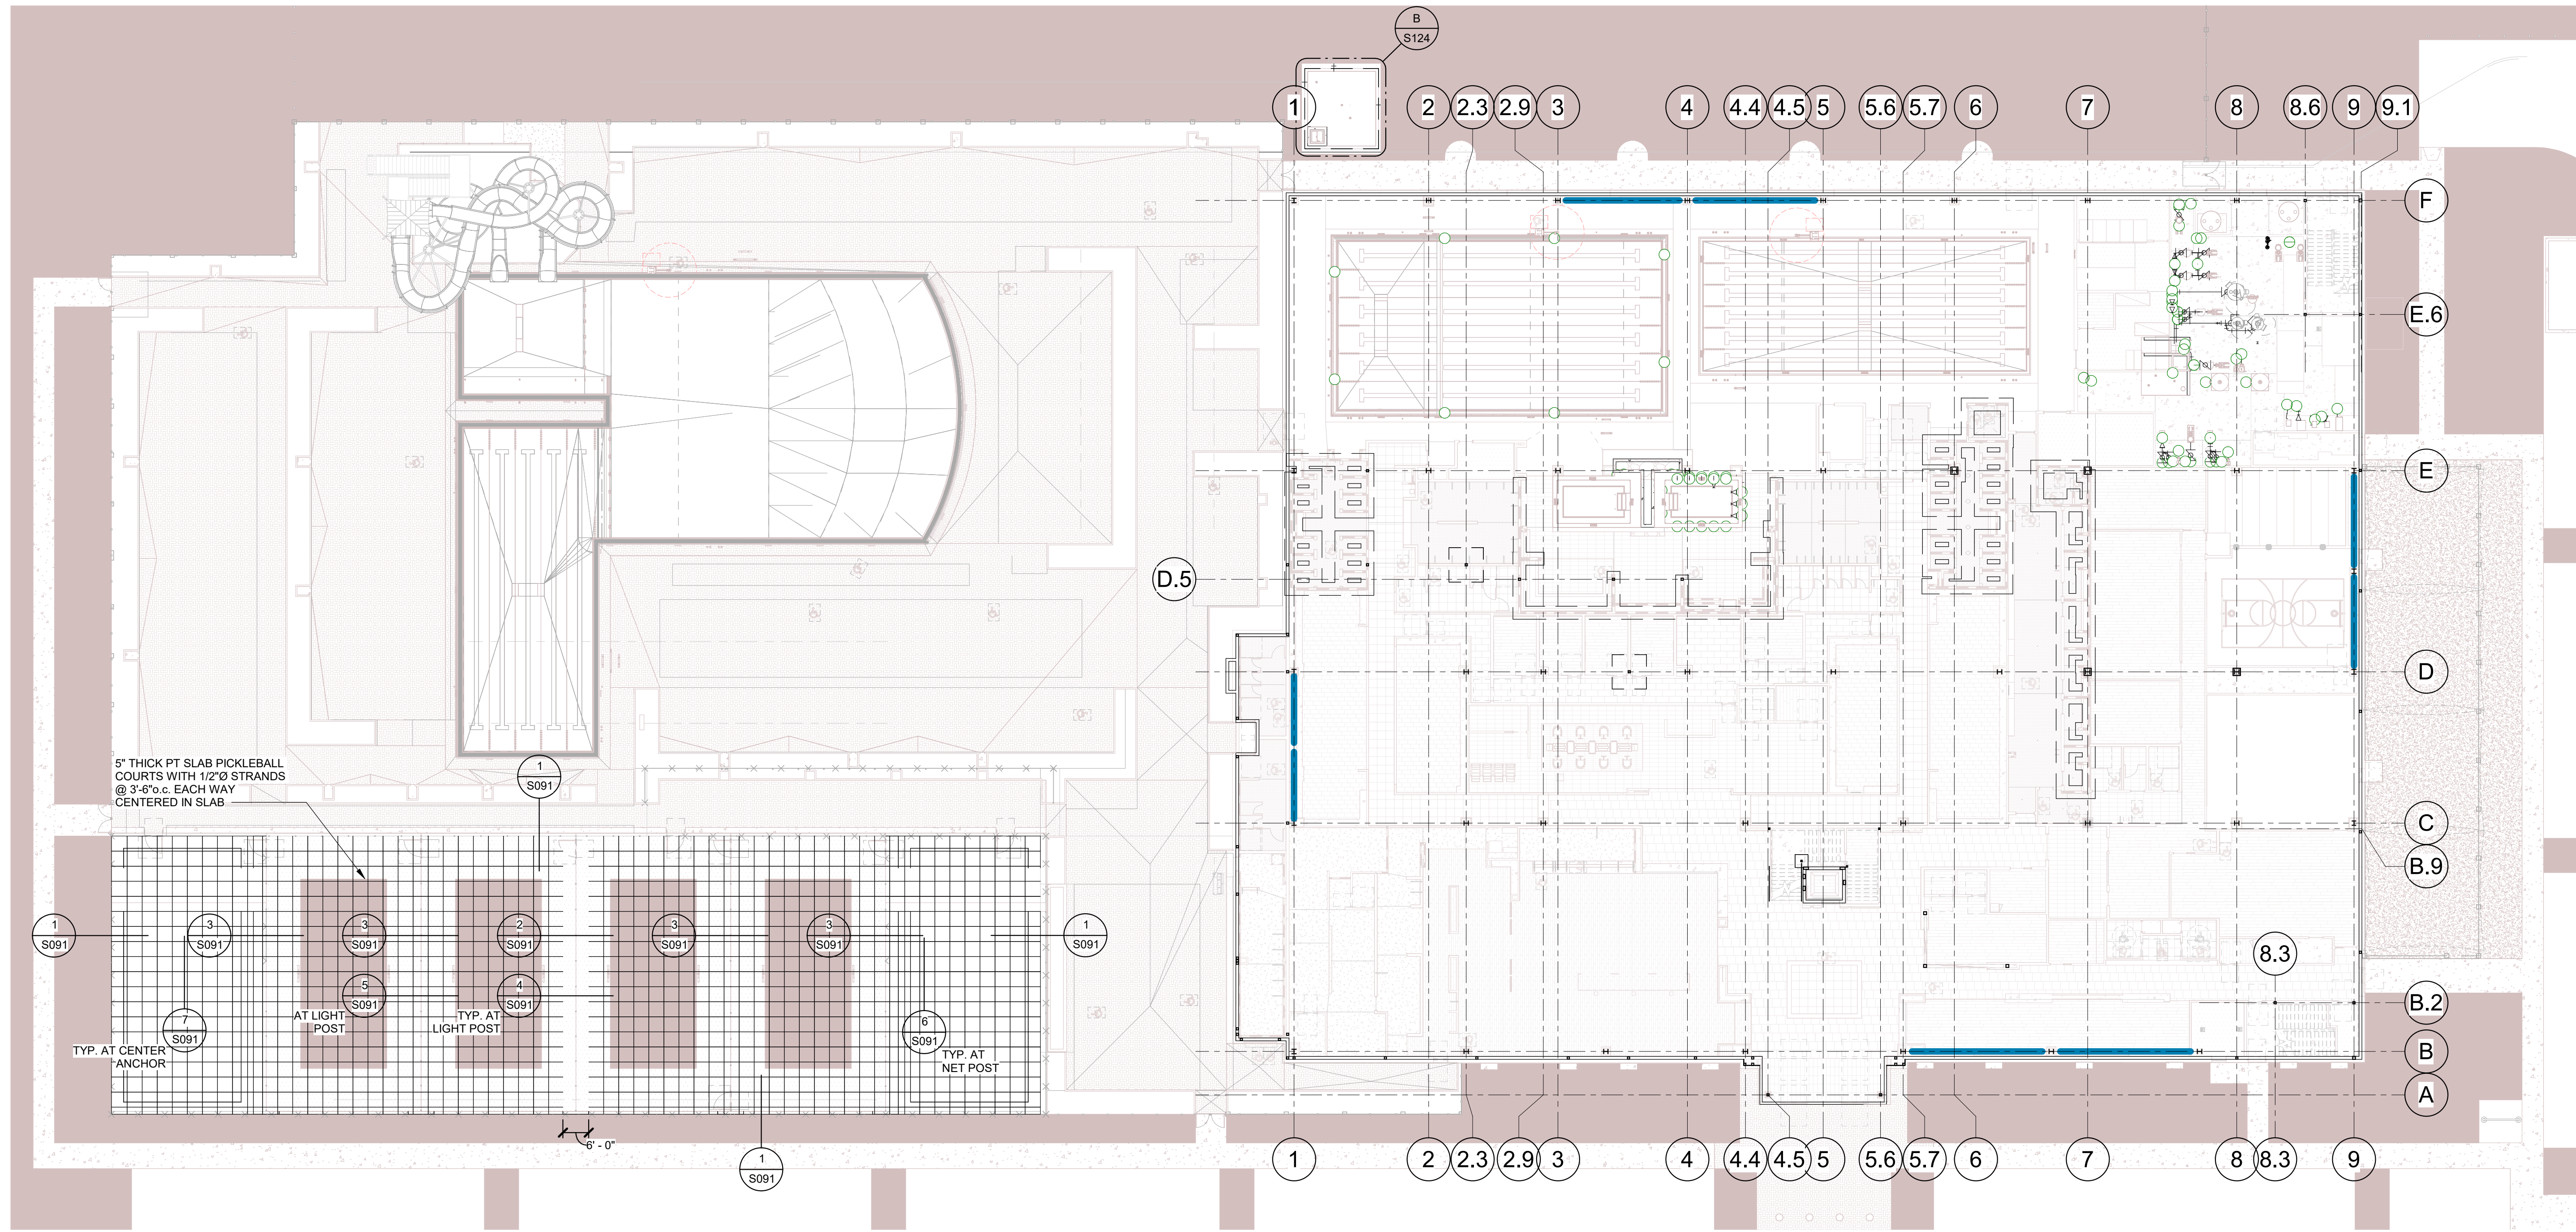 B
S124
1
2
2.3
2.9
3
4
4.4
4.5
5
5.6
5.7
6
7
8
8.6
9
9.1
F
E.6
E
D.5
D
C
B.9
8.3
B.2
B
A
5" THICK PT SLAB PICKLEBALL
COURTS WITH 1/2"Ø STRANDS
@ 3'-6"o.c. EACH WAY
CENTERED IN SLAB
1
S091
1
S091
3
S091
3
S091
2
S091
3
S091
3
S091
1
S091
5
S091
AT LIGHT
POST
4
S091
TYP. AT
LIGHT POST
7
S091
TYP. AT CENTER
ANCHOR
6
S091
TYP. AT
NET POST
6' - 0"
1
S091
1
2
2.3
2.9
3
4
4.4
4.5
5
5.6
5.7
6
7
8
8.3
9